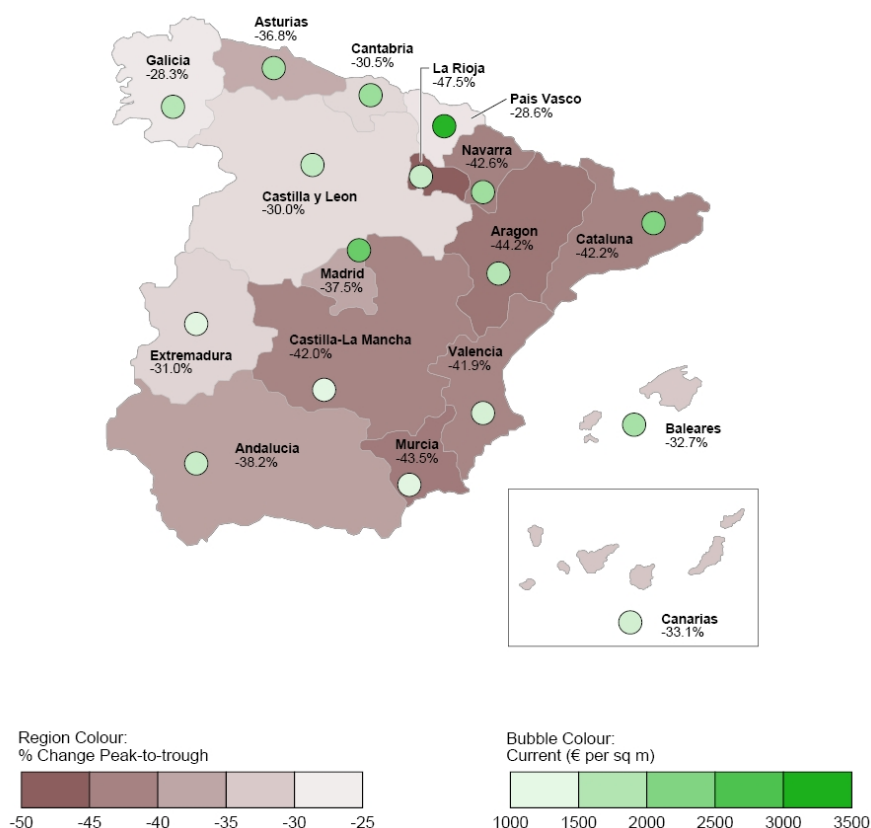 Asturias
-36.8%
Galicia
-28.3%
Cantabria
-30.5%
La Rioja
-47.5%
Pais Vasco
-28.6%
Navarra
-42.6%
Castilla y Leon
-30.0%
Aragon
-44.2%
Cataluna
-42.2%
Madrid
-37.5%
Castilla-La Mancha
-42.0%
Extremadura
-31.0%
Valencia
-41.9%
Baleares
-32.7%
Andalucia
-38.2%
Murcia
-43.5%
Canarias
-33.1%
Region Colour:
% Change Peak-to-trough
-50 -45 -40 -35 -30 -25
Bubble Colour:
Current (€ per sq m)
1000 1500 2000 2500 3000 3500